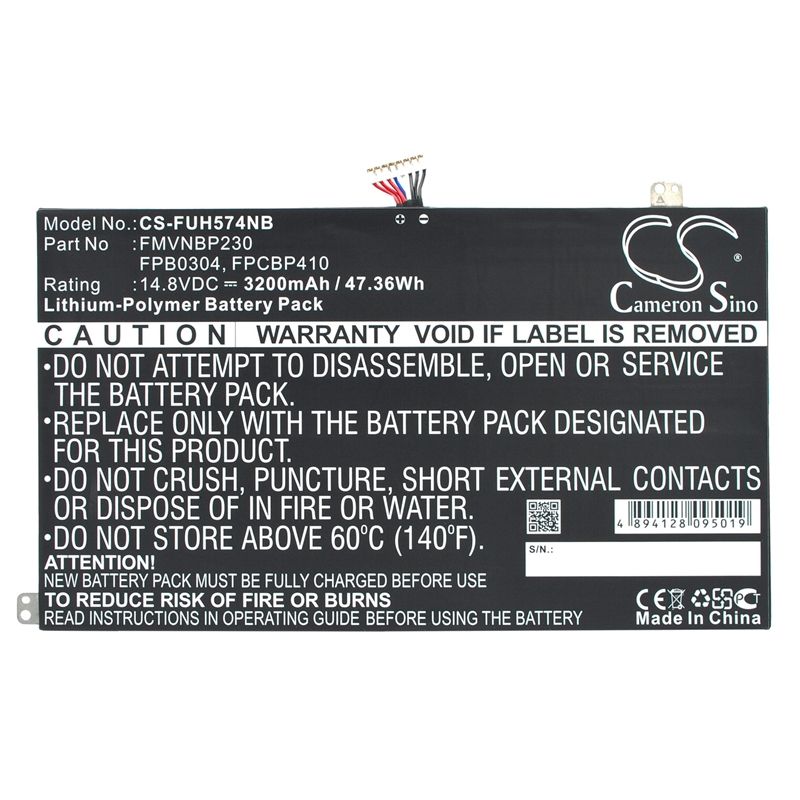 Model No.: CS-FUH574NB
Part No : FMVNBP230
FPB0304, FPCBP410
Rating : 14.8VDC ⎓ 3200mAh / 47.36Wh
Lithium-Polymer Battery Pack
CS
Cameron Sino
CAUTION WARRANTY VOID IF LABEL IS REMOVED
•DO NOT ATTEMPT TO DISASSEMBLE, OPEN OR SERVICE
THE BATTERY PACK.
•REPLACE ONLY WITH THE BATTERY PACK DESIGNATED
FOR THIS PRODUCT.
•DO NOT CRUSH, PUNCTURE, SHORT EXTERNAL CONTACTS
OR DISPOSE OF IN FIRE OR WATER.
•DO NOT STORE ABOVE 60°C (140°F).
4 894128 095019
S/N.:
ATTENTION!
NEW BATTERY PACK MUST BE FULLY CHARGED BEFORE USE
TO REDUCE RISK OF FIRE OR BURNS
READ INSTRUCTIONS IN OPERATING GUIDE BEFORE USING THE BATTERY
CE PCT
Made in China